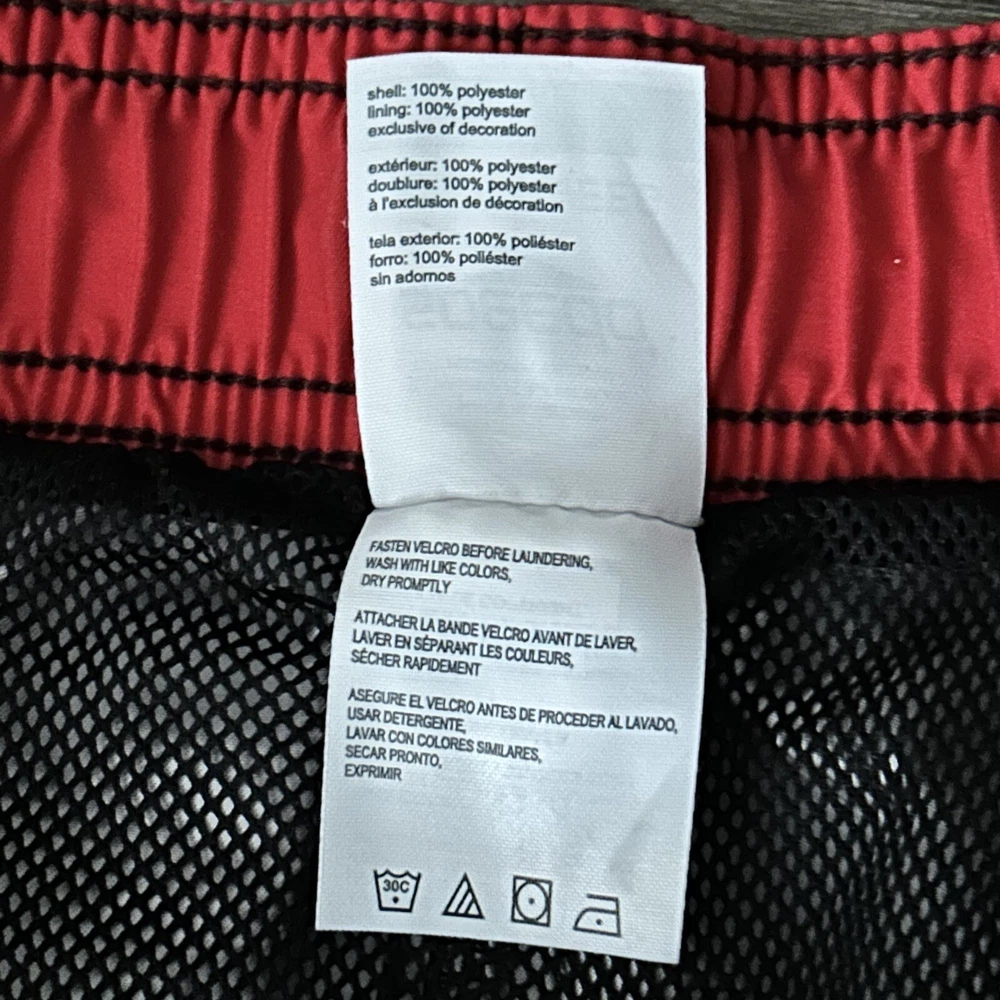 shell: 100% polyester
lining: 100% polyester
exclusive of decoration
extérieur: 100% polyester
doublure: 100% polyester
à l'exclusion de décoration
tela exterior: 100% poliéster
forro: 100% poliéster
sin adornos
FASTEN VELCRO BEFORE LAUNDERING,
WASH WITH LIKE COLORS,
DRY PROMPTLY
ATTACHER LA BANDE VELCRO AVANT DE LAVER,
LAVER EN SÉPARANT LES COULEURS,
SÉCHER RAPIDEMENT
ASEGURE EL VELCRO ANTES DE PROCEDER AL LAVADO,
USAR DETERGENTE,
LAVAR CON COLORES SIMILARES,
SECAR PRONTO,
EXPRIMIR
30C